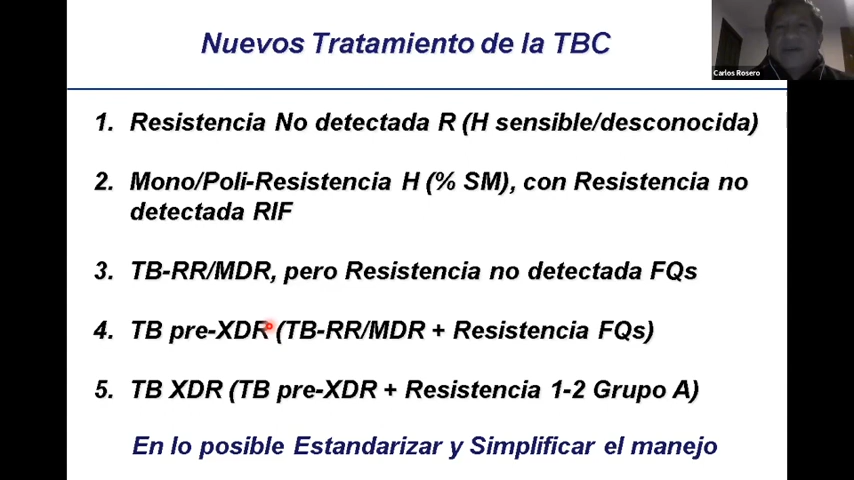 Nuevos Tratamiento de la TBC
Carlos Rosero
1. Resistencia No detectada R (H sensible/desconocida)
2. Mono/Poli-Resistencia H (% SM), con Resistencia no
detectada RIF
3. TB-RR/MDR, pero Resistencia no detectada FQs
4. TB pre-XDR (TB-RR/MDR + Resistencia FQs)
5. TB XDR (TB pre-XDR + Resistencia 1-2 Grupo A)
En lo posible Estandarizar y Simplificar el manejo